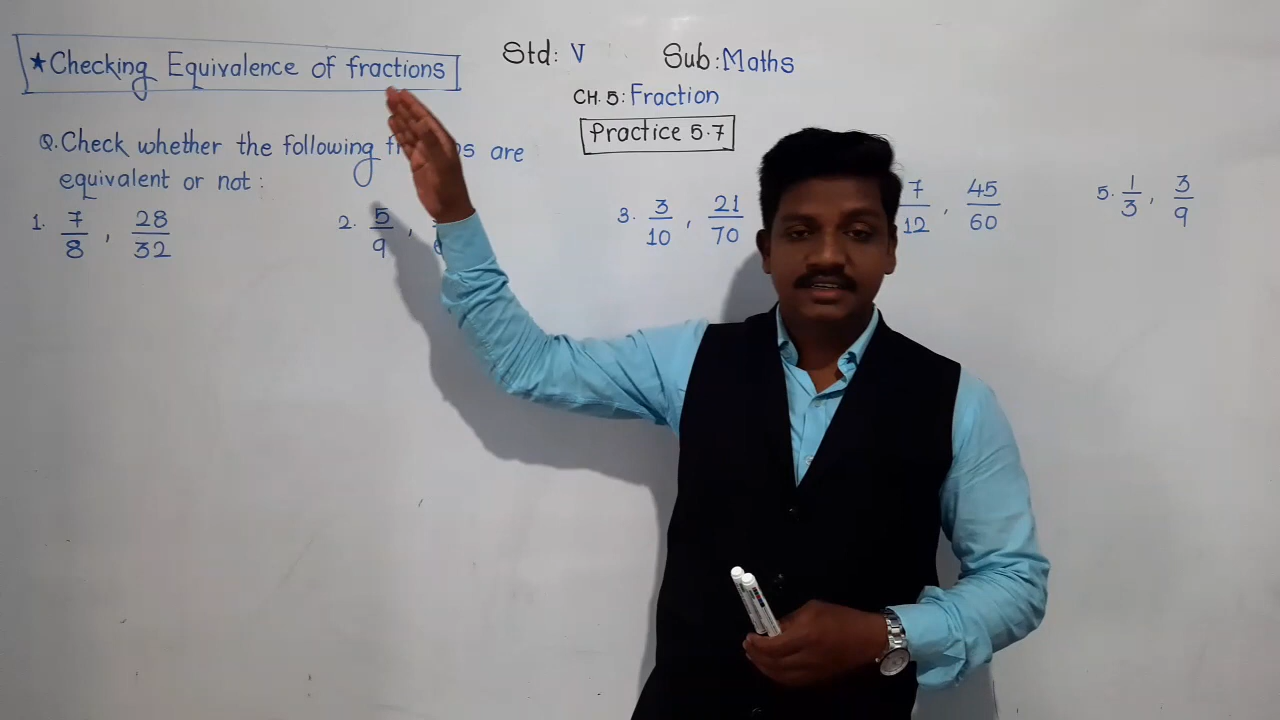 ★Checking Equivalence of fractions
Std: V Sub: Maths
CH. 5: Fraction
Practice 5.7
Q. Check whether the following are
equivalent or not:
1. 7/8, 28/32
2. 5/9,
3. 3/10, 21/70
7/12, 45/60
5. 1/3, 3/9